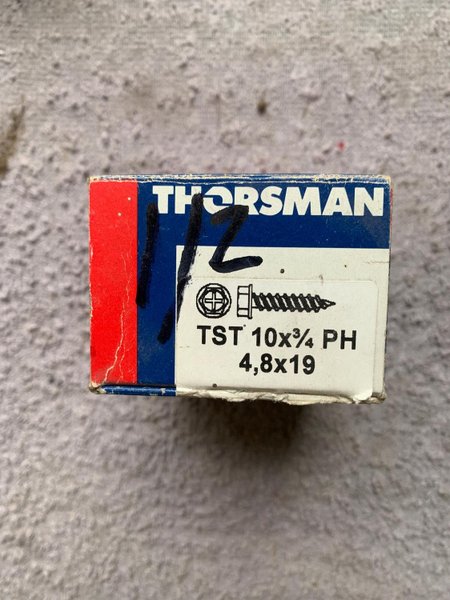 THORSMAN
1/2
TST 10x¾ PH
4,8x19